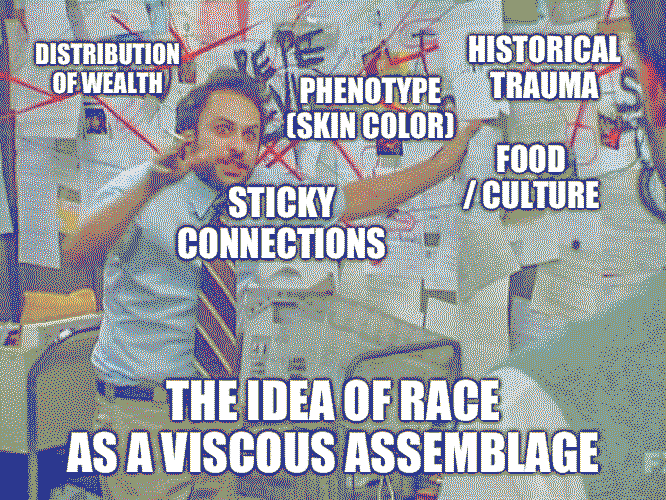 DISTRIBUTION
OF WEALTH
PHENOTYPE
(SKIN COLOR)
HISTORICAL
TRAUMA
FOOD
/ CULTURE
STICKY
CONNECTIONS
THE IDEA OF RACE
AS A VISCOUS ASSEMBLAGE